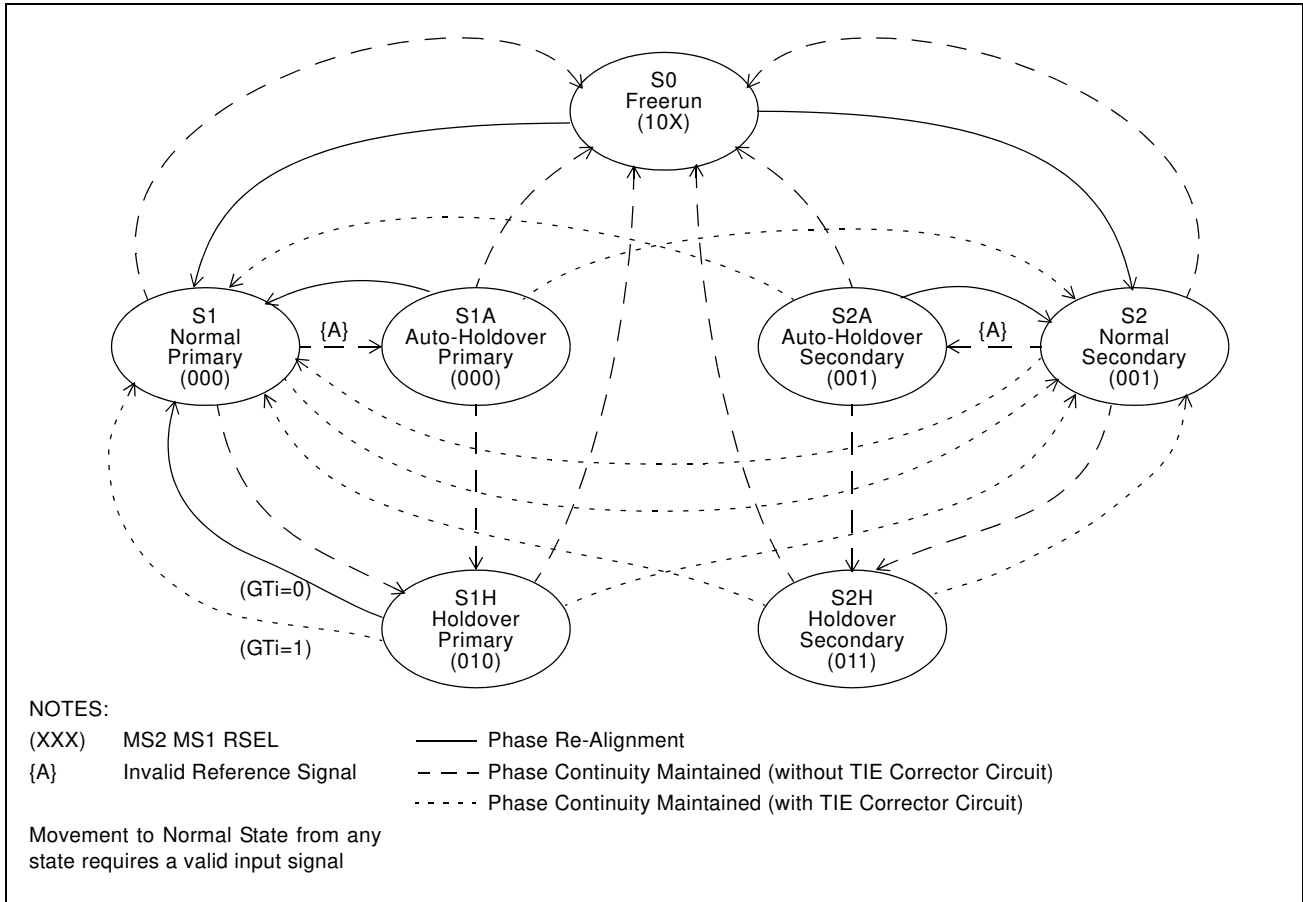 S0
Freerun
(10X)
S1
Normal
Primary
(000)
{A}
S1A
Auto-Holdover
Primary
(000)
S2A
Auto-Holdover
Secondary
(001)
{A}
S2
Normal
Secondary
(001)
(GTi=0)
(GTi=1)
S1H
Holdover
Primary
(010)
S2H
Holdover
Secondary
(011)
NOTES:
(XXX) MS2 MS1 RSEL
Phase Re-Alignment
{A} Invalid Reference Signal
Phase Continuity Maintained (without TIE Corrector Circuit)
Phase Continuity Maintained (with TIE Corrector Circuit)
Movement to Normal State from any
state requires a valid input signal